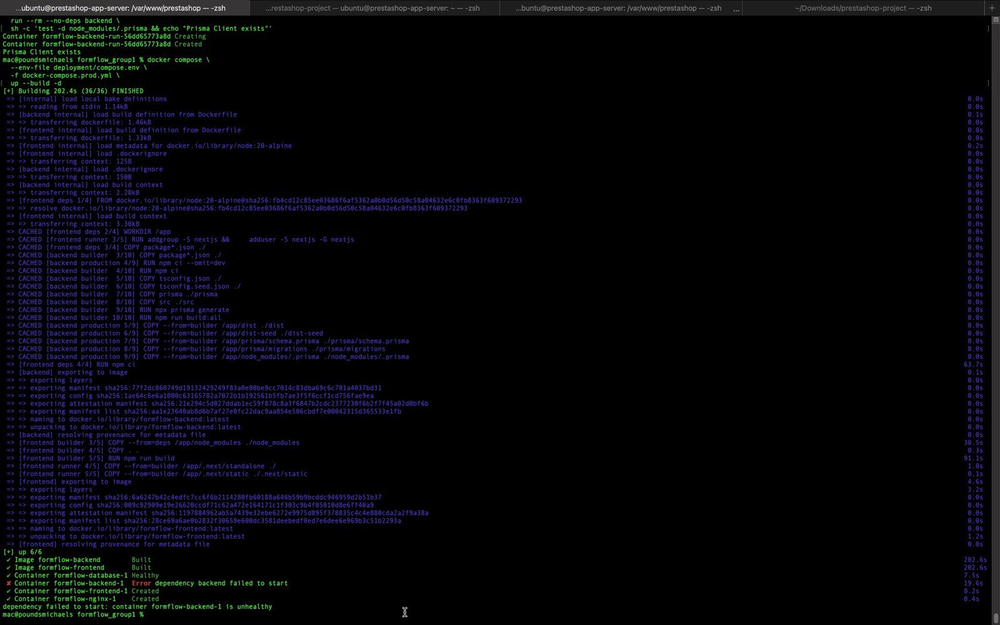 ...ubuntu@prestashop-app-server: /var/www/prestashop — -zsh
...restashop-project — ubuntu@prestashop-app-server: ~ — -zsh
...buntu@prestashop-app-server: /var/www/prestashop — -zsh ...
~/Downloads/prestashop-project — -zsh
+
run --rm --no-deps backend \
[ sh -c 'test -d node_modules/.prisma && echo "Prisma Client exists"' ]
Container formflow-backend-run-56dd65773a8d Creating
Container formflow-backend-run-56dd65773a8d Created
Prisma Client exists
mac@poundsmichaels formflow_group1 % docker compose \
--env-file deployment/compose.env \
-f docker-compose.prod.yml \
[ up --build -d ]
[+] Building 202.4s (36/36) FINISHED
=> [internal] load local bake definitions 0.0s
=> => reading from stdin 1.14kB 0.0s
=> [backend internal] load build definition from Dockerfile 0.1s
=> => transferring dockerfile: 1.46kB 0.0s
=> [frontend internal] load build definition from Dockerfile 0.0s
=> => transferring dockerfile: 1.33kB 0.0s
=> [frontend internal] load metadata for docker.io/library/node:20-alpine 0.2s
=> [frontend internal] load .dockerignore 0.0s
=> => transferring context: 125B 0.0s
=> [backend internal] load .dockerignore 0.0s
=> => transferring context: 150B 0.0s
=> [backend internal] load build context 0.0s
=> => transferring context: 2.28kB 0.0s
=> [frontend deps 1/4] FROM docker.io/library/node:20-alpine@sha256:fb4cd12c85ee03686f6af5362a0b0d56d50c58a04632e6c0fb8363f609372293 0.0s
=> => resolve docker.io/library/node:20-alpine@sha256:fb4cd12c85ee03686f6af5362a0b0d56d50c58a04632e6c0fb8363f609372293 0.0s
=> [frontend internal] load build context 0.0s
=> => transferring context: 3.30kB 0.0s
=> CACHED [frontend deps 2/4] WORKDIR /app 0.0s
=> CACHED [frontend runner 3/5] RUN addgroup -S nextjs && adduser -S nextjs -G nextjs 0.0s
=> CACHED [frontend deps 3/4] COPY package*.json ./ 0.0s
=> CACHED [backend builder 3/10] COPY package*.json ./ 0.0s
=> CACHED [backend production 4/9] RUN npm ci --omit=dev 0.0s
=> CACHED [backend builder 4/10] RUN npm ci 0.0s
=> CACHED [backend builder 5/10] COPY tsconfig.json ./ 0.0s
=> CACHED [backend builder 6/10] COPY tsconfig.seed.json ./ 0.0s
=> CACHED [backend builder 7/10] COPY prisma ./prisma 0.0s
=> CACHED [backend builder 8/10] COPY src ./src 0.0s
=> CACHED [backend builder 9/10] RUN npx prisma generate 0.0s
=> CACHED [backend builder 10/10] RUN npm run build:all 0.0s
=> CACHED [backend production 5/9] COPY --from=builder /app/dist ./dist 0.0s
=> CACHED [backend production 6/9] COPY --from=builder /app/dist-seed ./dist-seed 0.0s
=> CACHED [backend production 7/9] COPY --from=builder /app/prisma/schema.prisma ./prisma/schema.prisma 0.0s
=> CACHED [backend production 8/9] COPY --from=builder /app/prisma/migrations ./prisma/migrations 0.0s
=> CACHED [backend production 9/9] COPY --from=builder /app/node_modules/.prisma ./node_modules/.prisma 0.0s
=> [frontend deps 4/4] RUN npm ci 63.7s
=> [backend] exporting to image 0.1s
=> => exporting layers 0.0s
=> => exporting manifest sha256:77f2dc860749d19132429249f83a0e80be9cc7014c83dba69c6c701a4037bd31 0.0s
=> => exporting config sha256:1ae64c6e6a1080c63165782a7072b1b192561b5fb7ae3f5f6ccf1cd756fae9ea 0.0s
=> => exporting attestation manifest sha256:21e294c5d027ddab1ec59f878c8a3f6847b2cdc2377230f6b2f7f45a02d0bf6b 0.0s
=> => exporting manifest list sha256:aa1e23640ab8d6b7af27e0fc22dac9aa854e506cbdf7e00042315d365533e1fb 0.0s
=> => naming to docker.io/library/formflow-backend:latest 0.0s
=> => unpacking to docker.io/library/formflow-backend:latest 0.0s
=> [backend] resolving provenance for metadata file 0.0s
=> [frontend builder 3/5] COPY --from=deps /app/node_modules ./node_modules 30.5s
=> [frontend builder 4/5] COPY . . 0.3s
=> [frontend builder 5/5] RUN npm run build 91.1s
=> [frontend runner 4/5] COPY --from=builder /app/.next/standalone ./ 1.0s
=> [frontend runner 5/5] COPY --from=builder /app/.next/static ./.next/static 0.1s
=> [frontend] exporting to image 4.6s
=> => exporting layers 3.2s
=> => exporting manifest sha256:6a6247b42c4edfc7cc6f6b2114280fb60188a646b59b9bcddc946959d2b51b37 0.0s
=> => exporting config sha256:009c92909e19e26620ccdf71c62a472e164171c1f303c9b4f05010d8e6ff40a9 0.0s
=> => exporting attestation manifest sha256:1197884962ab5a7439e32ebe6272e9975d895f378835c4c4e880cda2a2f9a38a 0.0s
=> => exporting manifest list sha256:28ce69a6ae0b2832f30659e600dc3581deebedf0ed7e6dee6e969b3c51b2293a 0.0s
=> => naming to docker.io/library/formflow-frontend:latest 0.0s
=> => unpacking to docker.io/library/formflow-frontend:latest 1.2s
=> [frontend] resolving provenance for metadata file 0.0s
[+] up 6/6
✔ Image formflow-backend Built 202.6s
✔ Image formflow-frontend Built 202.6s
✔ Container formflow-database-1 Healthy 7.5s
✘ Container formflow-backend-1 Error dependency backend failed to start 19.6s
✔ Container formflow-frontend-1 Created 0.2s
✔ Container formflow-nginx-1 Created 0.4s
dependency failed to start: container formflow-backend-1 is unhealthy
mac@poundsmichaels formflow_group1 %